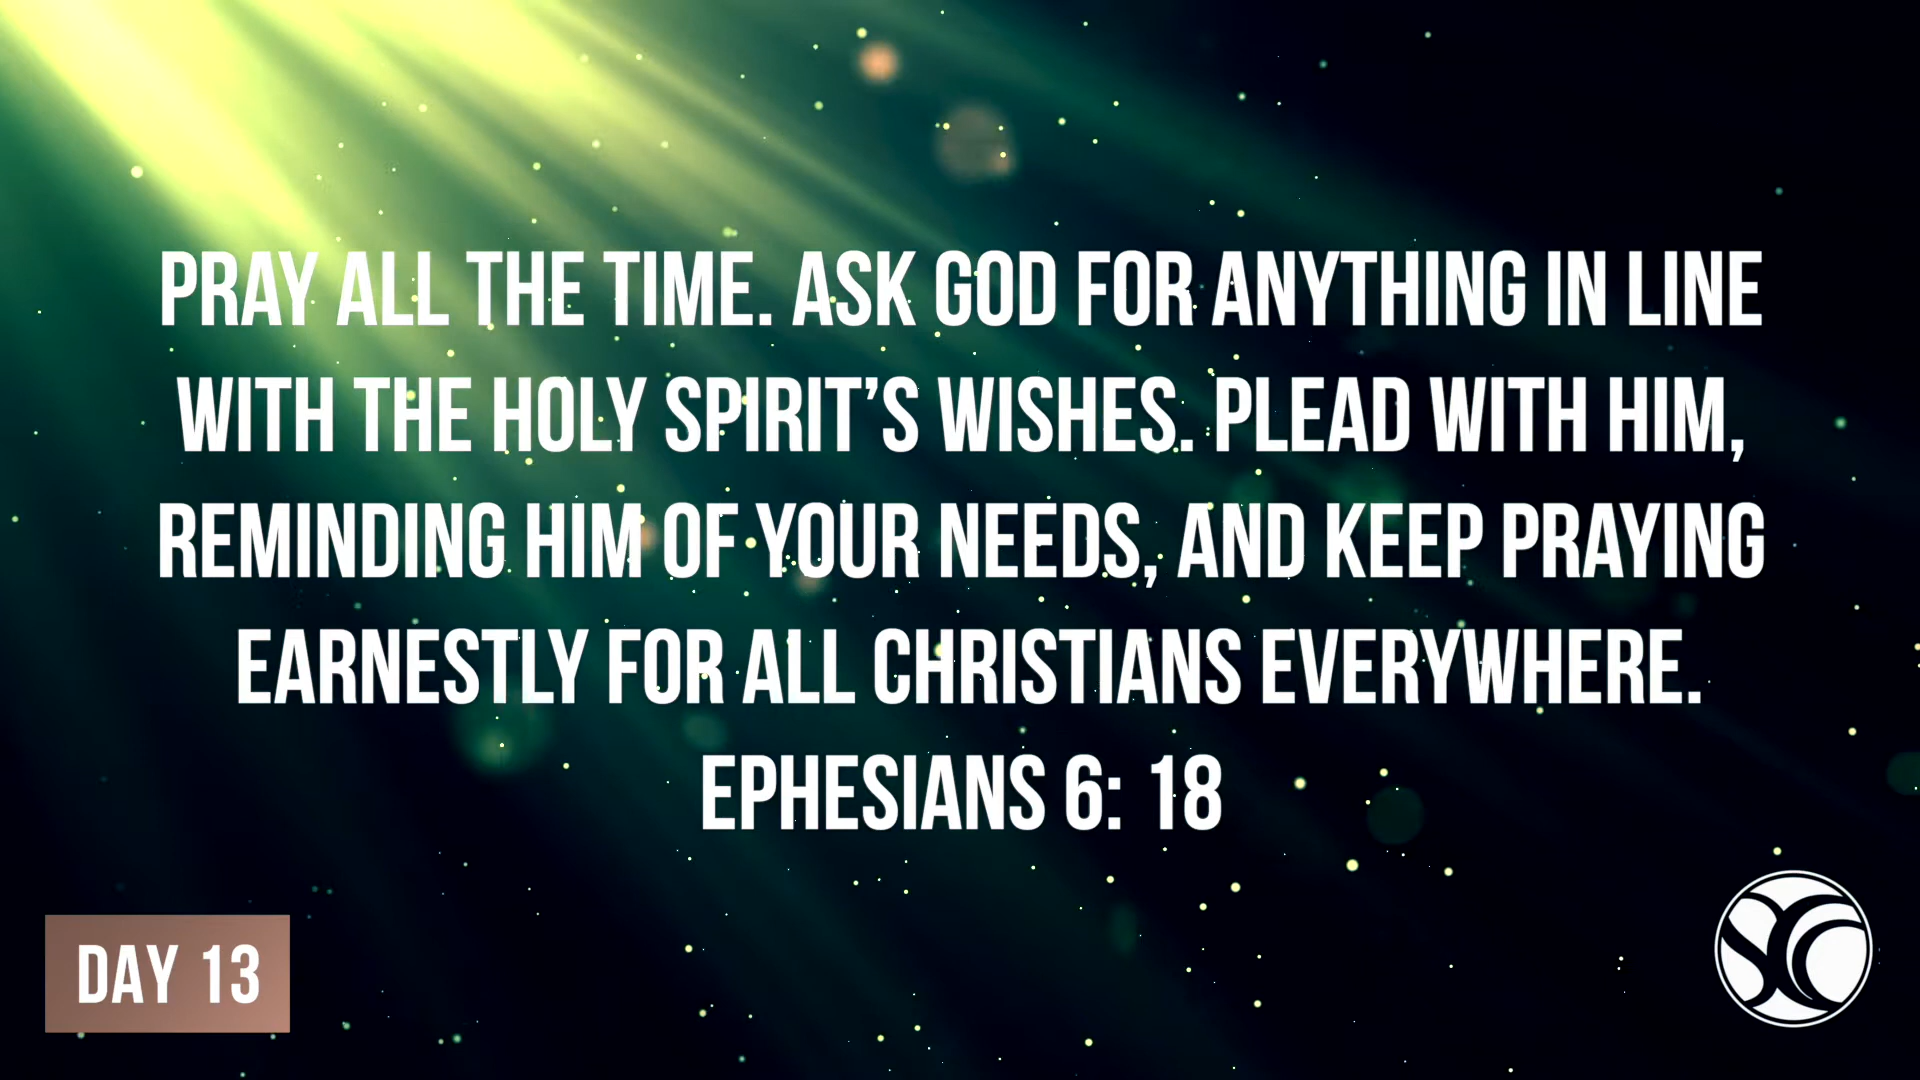 PRAY ALL THE TIME. ASK GOD FOR ANYTHING IN LINE
WITH THE HOLY SPIRIT’S WISHES. PLEAD WITH HIM,
REMINDING HIM OF YOUR NEEDS, AND KEEP PRAYING
EARNESTLY FOR ALL CHRISTIANS EVERYWHERE.
EPHESIANS 6: 18
DAY 13